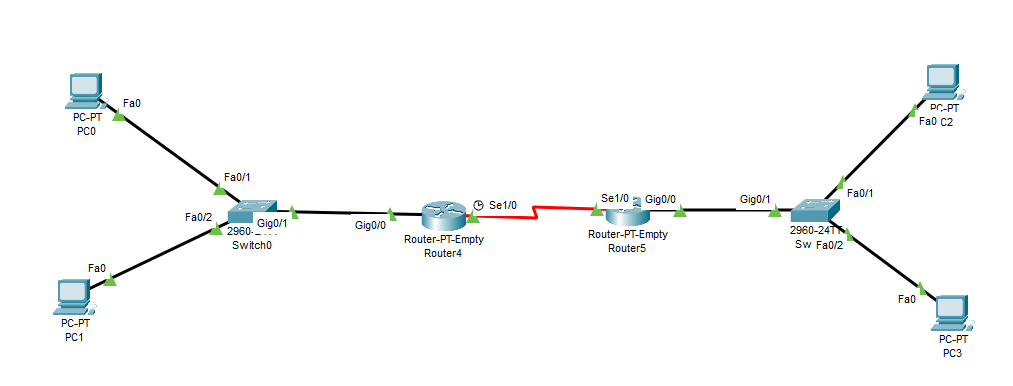 Fa0
PC-PT
PC0
Fa0/1
Fa0/2
Gig0/1
2960-24TT
Switch0
Fa0
PC-PT
PC1
Gig0/0
Se1/0
Router-PT-Empty
Router4
Se1/0
Gig0/0
Router-PT-Empty
Router5
Gig0/1
Fa0/1
2960-24TT
Sw
Fa0/2
PC-PT
Fa0
C2
Fa0
PC-PT
PC3